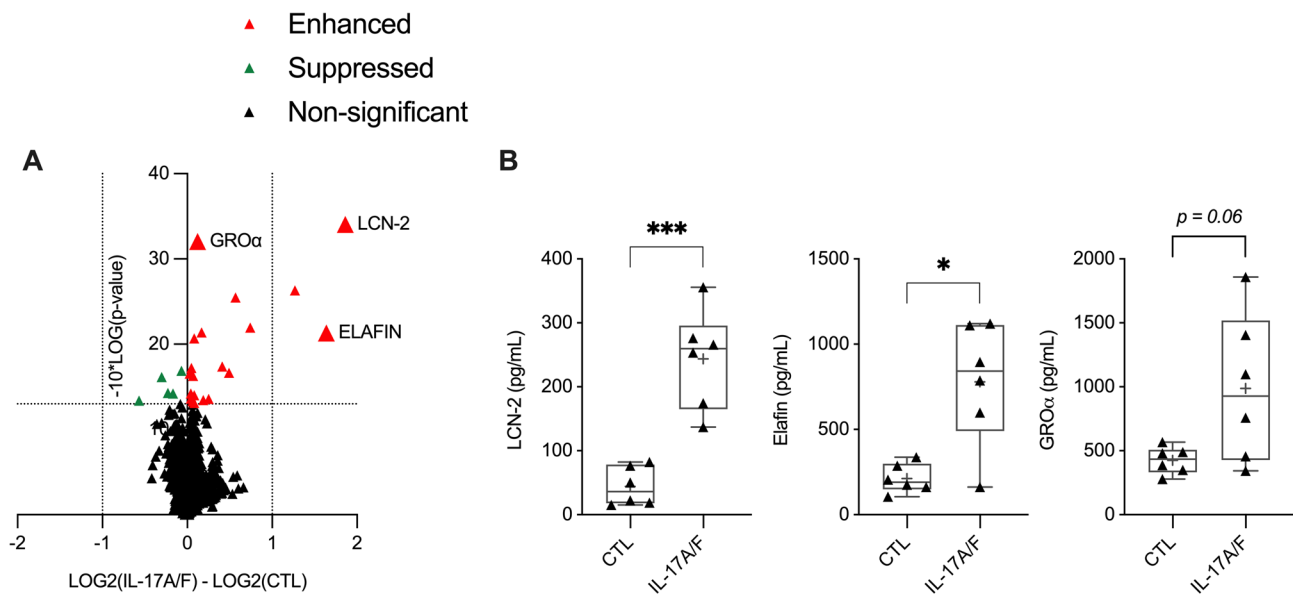 Enhanced
Suppressed
Non-significant
A
-10*LOG(p-value)
40
30
20
GROα
LCN-2
ELAFIN
-2
-1
0
1
2
LOG2(IL-17A/F) - LOG2(CTL)
B
LCN-2 (pg/mL)
400
300
200
100
0
***
CTL
IL-17A/F
Elafin (pg/mL)
1500
1000
500
0
*
CTL
IL-17A/F
GROα (pg/mL)
2000
1500
1000
500
0
p = 0.06
CTL
IL-17A/F